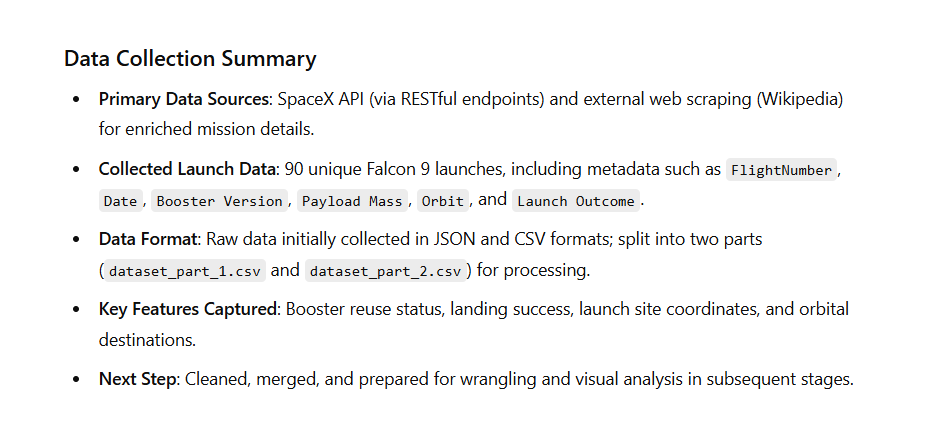 Data Collection Summary
• Primary Data Sources: SpaceX API (via RESTful endpoints) and external web scraping (Wikipedia)
for enriched mission details.
• Collected Launch Data: 90 unique Falcon 9 launches, including metadata such as FlightNumber,
Date, Booster Version, Payload Mass, Orbit, and Launch Outcome.
• Data Format: Raw data initially collected in JSON and CSV formats; split into two parts
(dataset_part_1.csv and dataset_part_2.csv) for processing.
• Key Features Captured: Booster reuse status, landing success, launch site coordinates, and orbital
destinations.
• Next Step: Cleaned, merged, and prepared for wrangling and visual analysis in subsequent stages.